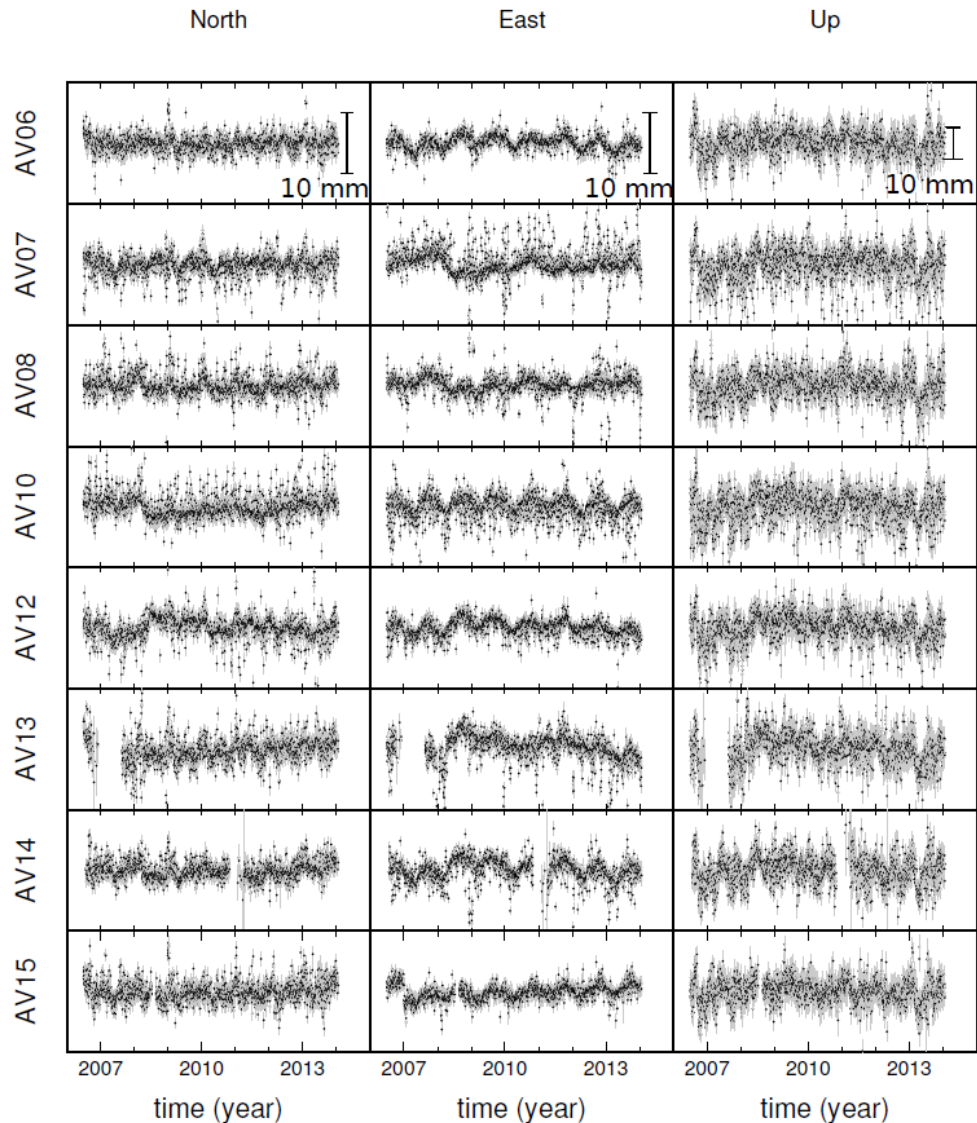 North East Up
AV06
10 mm 10 mm 10 mm
AV07
AV08
AV10
AV12
AV13
AV14
AV15
2007 2010 2013 2007 2010 2013 2007 2010 2013
time (year) time (year) time (year)